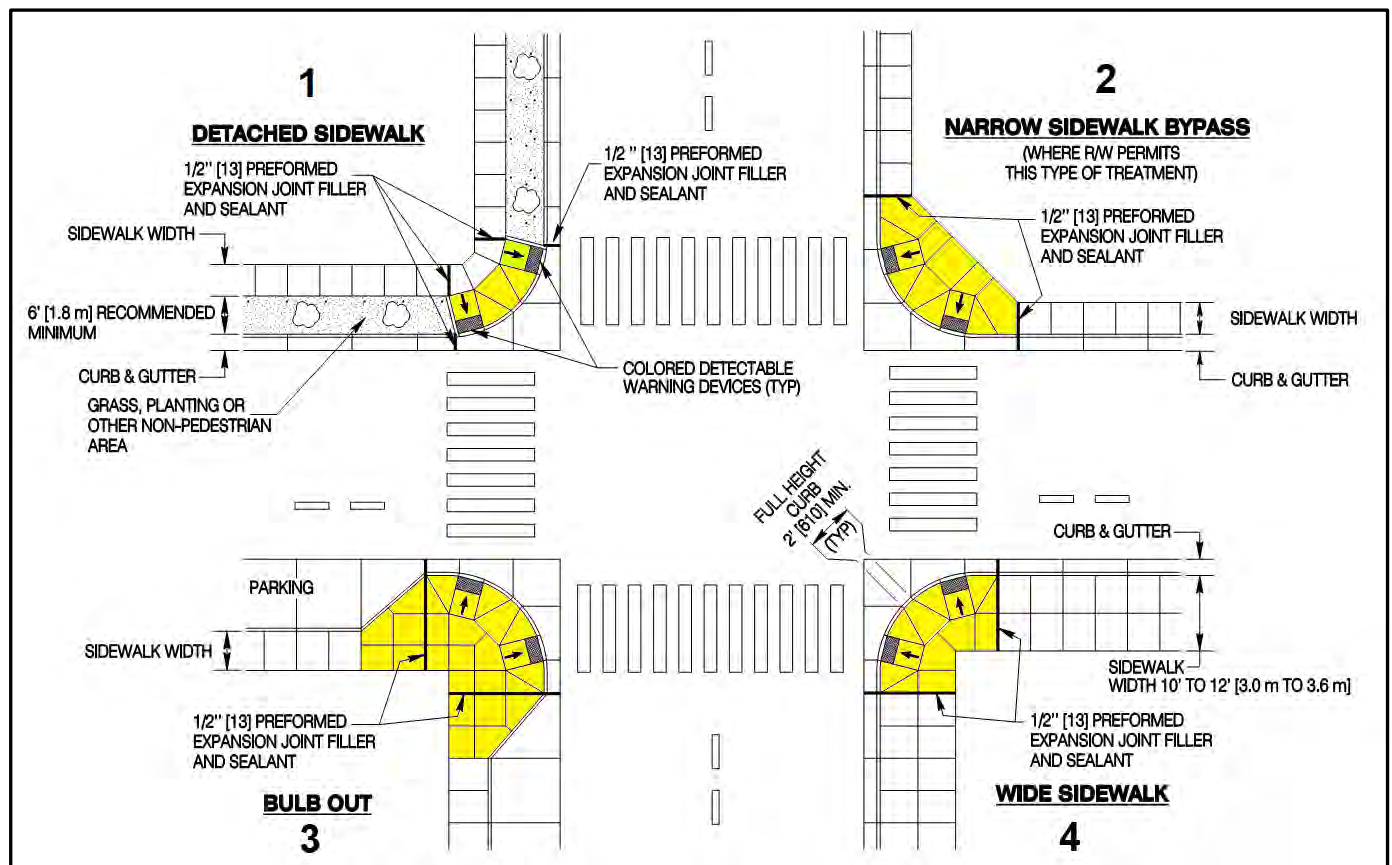 1
DETACHED SIDEWALK
1/2" [13] PREFORMED
EXPANSION JOINT FILLER
AND SEALANT
1/2 " [13] PREFORMED
EXPANSION JOINT FILLER
AND SEALANT
SIDEWALK WIDTH
6' [1.8 m] RECOMMENDED
MINIMUM
CURB & GUTTER
GRASS, PLANTING OR
OTHER NON-PEDESTRIAN
AREA
COLORED DETECTABLE
WARNING DEVICES (TYP)
2
NARROW SIDEWALK BYPASS
(WHERE R/W PERMITS
THIS TYPE OF TREATMENT)
1/2" [13] PREFORMED
EXPANSION JOINT FILLER
AND SEALANT
SIDEWALK WIDTH
CURB & GUTTER
PARKING
SIDEWALK WIDTH
1/2" [13] PREFORMED
EXPANSION JOINT FILLER
AND SEALANT
BULB OUT
3
FULL HEIGHT
CURB
2' [610] MIN.
(TYP)
CURB & GUTTER
SIDEWALK
WIDTH 10' TO 12' [3.0 m TO 3.6 m]
1/2" [13] PREFORMED
EXPANSION JOINT FILLER
AND SEALANT
WIDE SIDEWALK
4